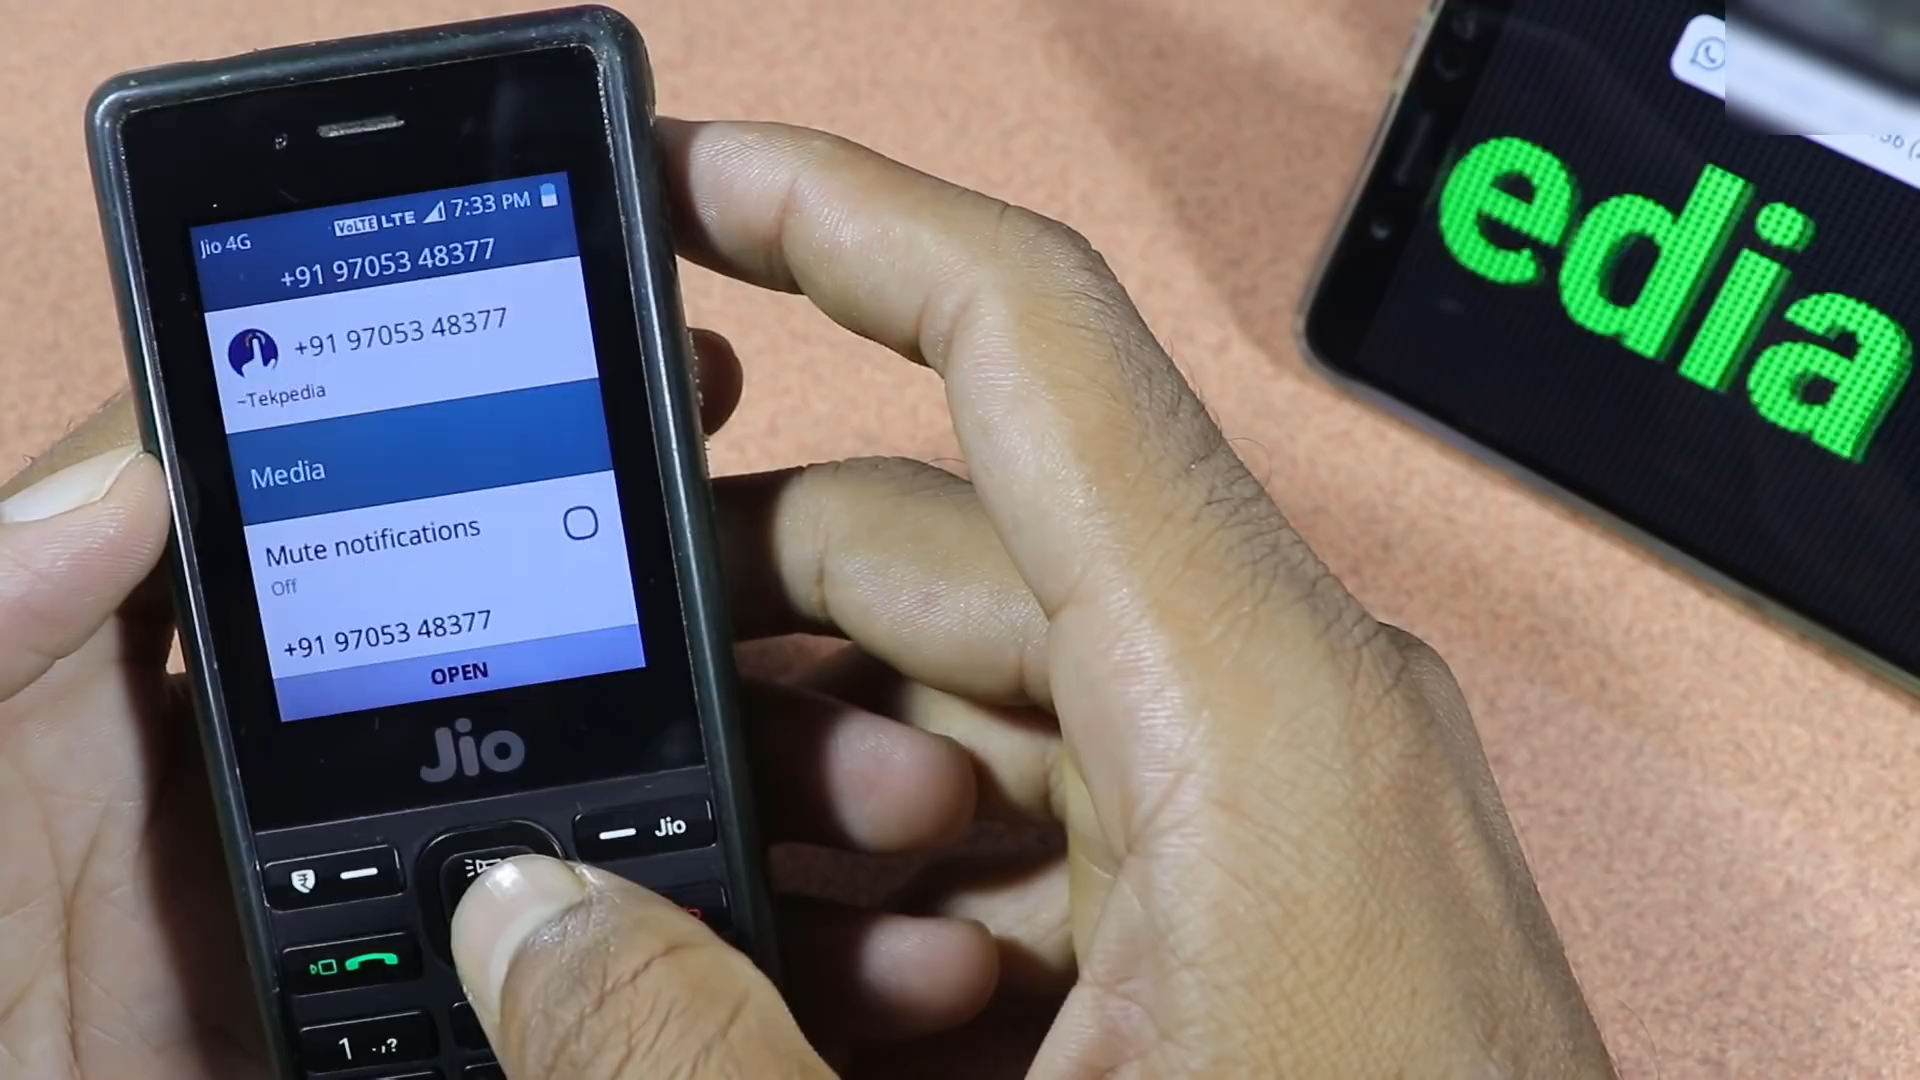 Jio 4G VoLTE LTE 7:33 PM
+91 97053 48377
+91 97053 48377
~Tekpedia
Media
Mute notifications
Off
+91 97053 48377
OPEN
Jio
Jio
1 .,?
edia